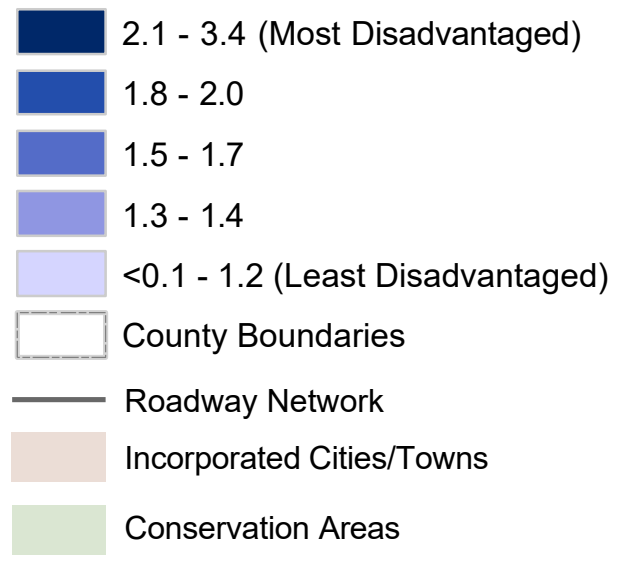 2.1 - 3.4 (Most Disadvantaged)
1.8 - 2.0
1.5 - 1.7
1.3 - 1.4
<0.1 - 1.2 (Least Disadvantaged)
County Boundaries
Roadway Network
Incorporated Cities/Towns
Conservation Areas